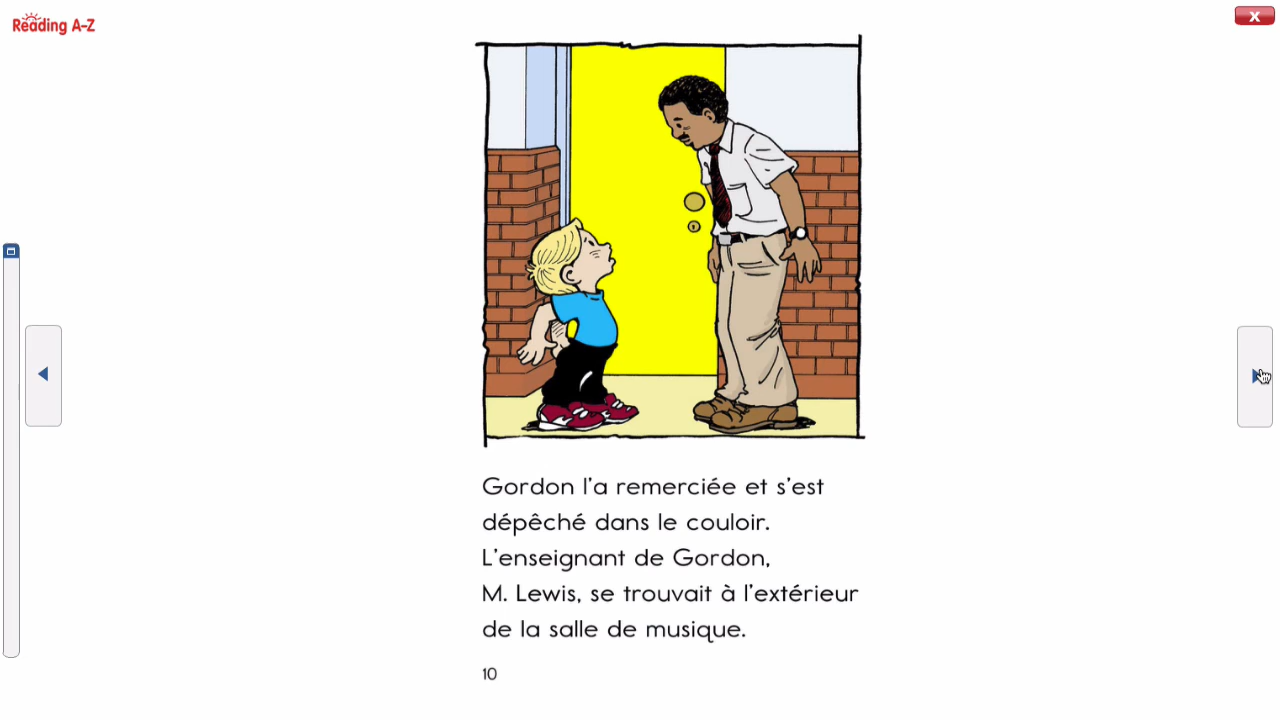 Reading A-Z
Gordon l'a remerciée et s'est
dépêché dans le couloir.
L'enseignant de Gordon,
M. Lewis, se trouvait à l'extérieur
de la salle de musique.
10